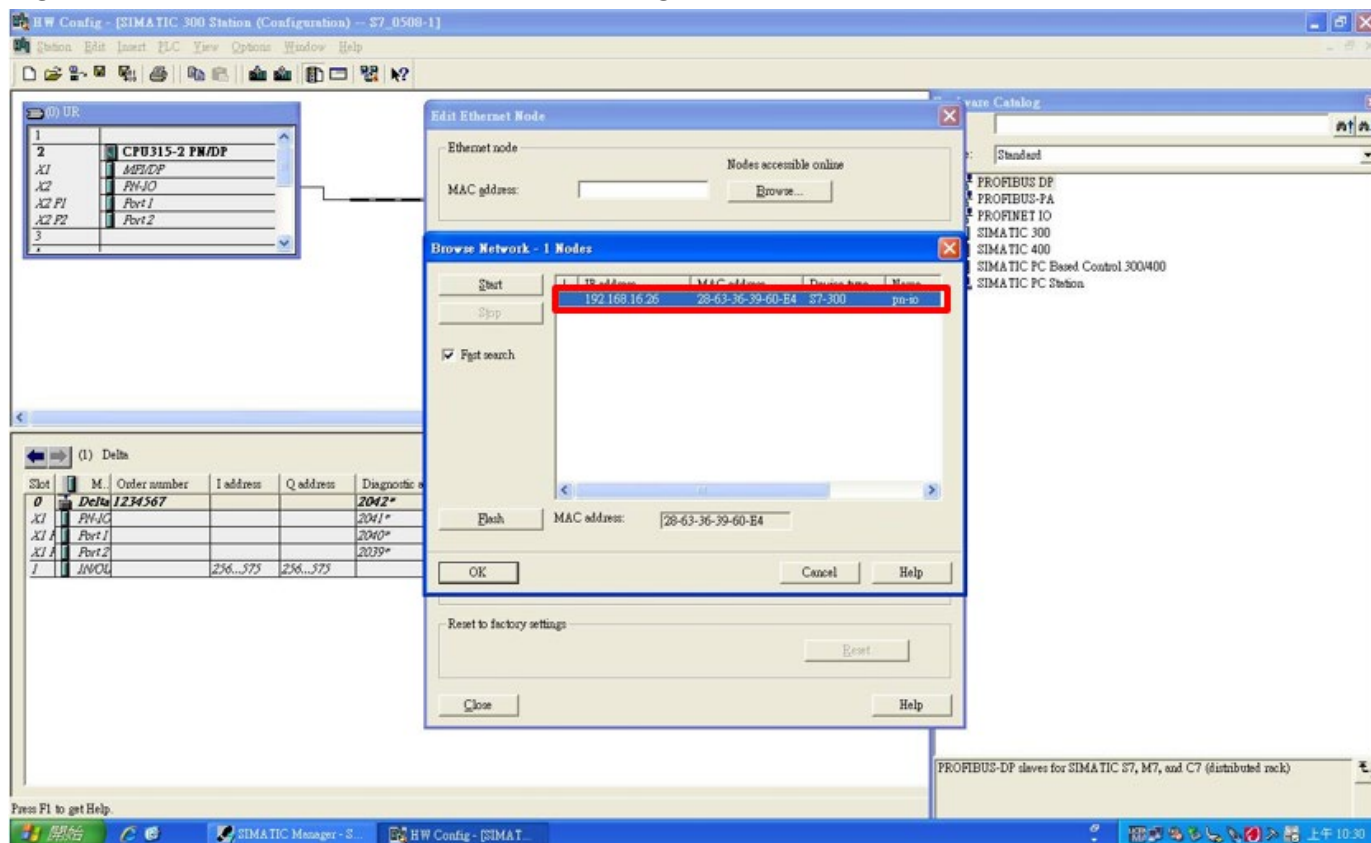 HW Config - [SIMATIC 300 Station (Configuration) -- S7_0508-1]
Station Edit Insert PLC View Options Window Help
(0) UR
1
2 CPU315-2 PN/DP
X1 MPI/DP
X2 PN-IO
X2 P1 Port 1
X2 P2 Port 2
3
Edit Ethernet Node
Ethernet node
Nodes accessible online
MAC address:
Browse...
Browse Network - 1 Nodes
Start
Stop
Fast search
IP address MAC address Device type Name
192.168.16.26 28-63-36-39-60-E4 S7-300 pn-io
Flash
MAC address: 28-63-36-39-60-E4
OK Cancel Help
Reset to factory settings
Reset
Close Help
Catalog
Standard
PROFIBUS DP
PROFIBUS-PA
PROFINET IO
SIMATIC 300
SIMATIC 400
SIMATIC PC Based Control 300/400
SIMATIC PC Station
PROFIBUS-DP slaves for SIMATIC S7, M7, and C7 (distributed rack)
(1) Delta
Slot M.. Order number I address Q address Diagnostic a
0 Delta 1234567 2042*
X1 PN-IO 2041*
X1 P Port 1 2040*
X1 P Port 2 2039*
1 IN/OU 256...575 256...575
Press F1 to get Help.
開始 SIMATIC Manager - S... HW Config - [SIMAT... 上午 10:30